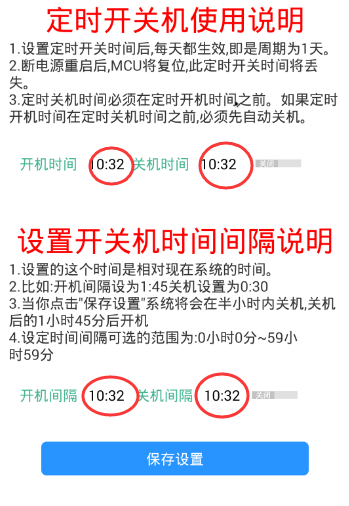 定时开关机使用说明
1.设置定时开关时间后,每天都生效,即是周期为1天。
2.断电源重启后,MCU将复位,此定时开关时间将丢
失。
3.定时关机时间必须在定时开机时间之前。如果定时
开机时间在定时关机时间之前,必须先自动关机。
开机时间 10:32 关机时间 10:32 关闭
设置开关机时间间隔说明
1.设置的这个时间是相对现在系统的时间。
2.比如:开机间隔设为1:45关机设置为0:30
3.当你点击"保存设置"系统将会在半小时内关机,关机
后的1小时45分后开机
4.设定时间间隔可选的范围为:0小时0分~59小
时59分
开机间隔 10:32 关机间隔 10:32 关闭
保存设置